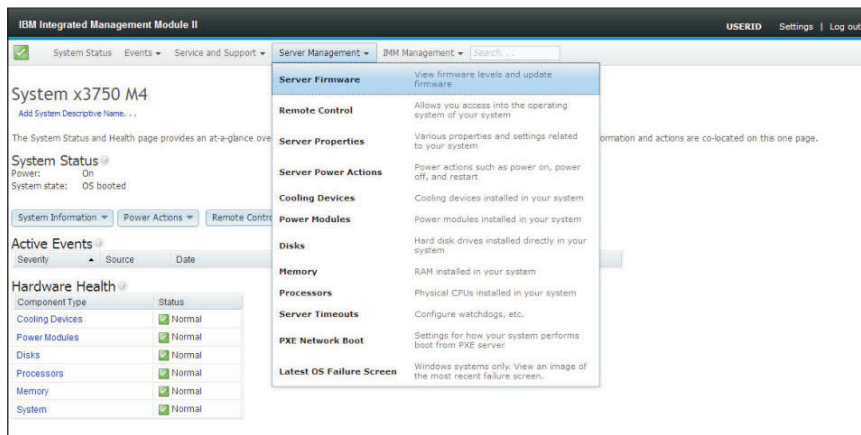 IBM Integrated Management Module II
USERID Settings | Log out
System Status Events Service and Support Server Management IMM Management Search. . .
System x3750 M4
Add System Descriptive Name. . .
The System Status and Health page provides an at-a-glance ove
ormation and actions are co-located on this one page.
System Status
Power: On
System state: OS booted
System Information Power Actions Remote Contro
Active Events
Severity Source Date
Hardware Health
Component Type Status
Cooling Devices Normal
Power Modules Normal
Disks Normal
Processors Normal
Memory Normal
System Normal
Server Firmware View firmware levels and update
firmware
Remote Control Allows you access into the operating
system of your system
Server Properties Various properties and settings related
to your system
Server Power Actions Power actions such as power on, power
off, and restart
Cooling Devices Cooling devices installed in your system
Power Modules Power modules installed in your system
Disks Hard disk drives installed directly in your
system
Memory RAM installed in your system
Processors Physical CPUs installed in your system
Server Timeouts Configure watchdogs, etc.
PXE Network Boot Settings for how your system performs
boot from PXE server
Latest OS Failure Screen Windows systems only. View an image of
the most recent failure screen.